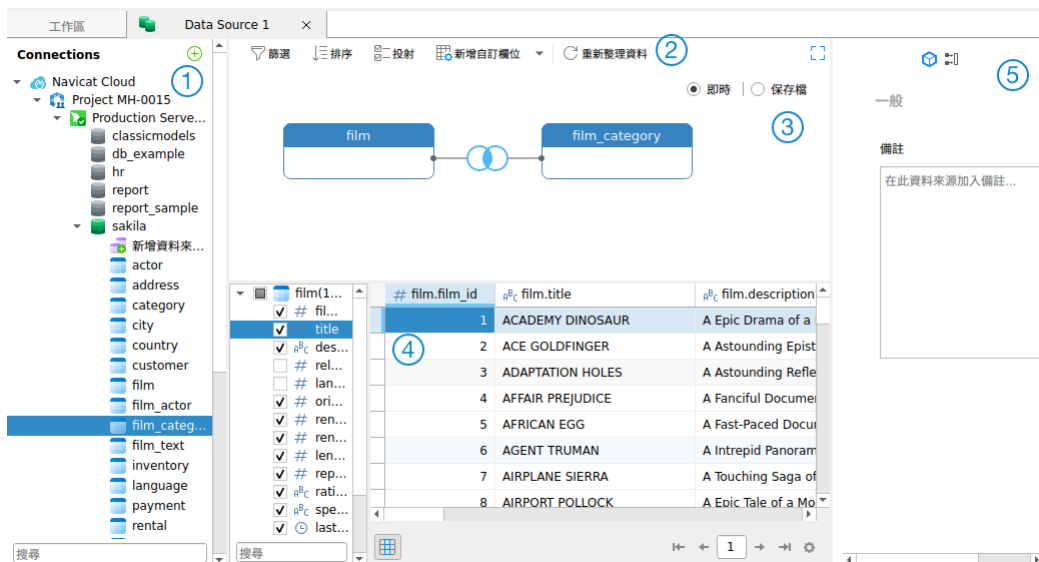 工作區
Data Source 1
Connections
1
Navicat Cloud
Project MH-0015
Production Serve...
classicmodels
db_example
hr
report
report_sample
sakila
新增資料來...
actor
address
category
city
country
customer
film
film_actor
film_categ...
film_text
inventory
language
payment
rental
搜尋
篩選 排序 投射 新增自訂欄位 重新整理資料
2
即時 保存檔
3
film film_category
film(1...
# fil...
title
ABC des...
# rel...
# lan...
# ori...
# ren...
# ren...
# len...
# rep...
ABC rati...
ABC spe...
last...
搜尋
# film.film_id ABC film.title ABC film.description
1 ACADEMY DINOSAUR A Epic Drama of a
4
2 ACE GOLDFINGER A Astounding Epist
3 ADAPTATION HOLES A Astounding Refle
4 AFFAIR PREJUDICE A Fanciful Documer
5 AFRICAN EGG A Fast-Paced Docur
6 AGENT TRUMAN A Intrepid Panoram
7 AIRPLANE SIERRA A Touching Saga of
8 AIRPORT POLLOCK A Epic Tale of a Mo
1
5
一般
備註
在此資料來源加入備註...